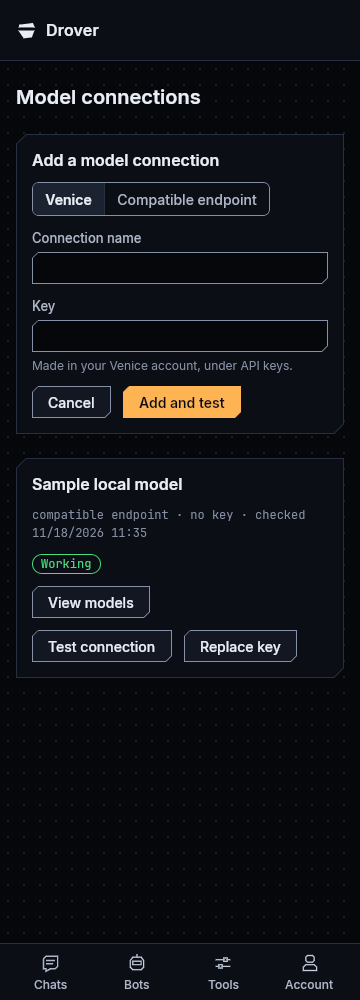 Drover
Model connections
Add a model connection
Venice
Compatible endpoint
Connection name
Key
Made in your Venice account, under API keys.
Cancel
Add and test
Sample local model
compatible endpoint · no key · checked
11/18/2026 11:35
Working
View models
Test connection
Replace key
Chats
Bots
Tools
Account